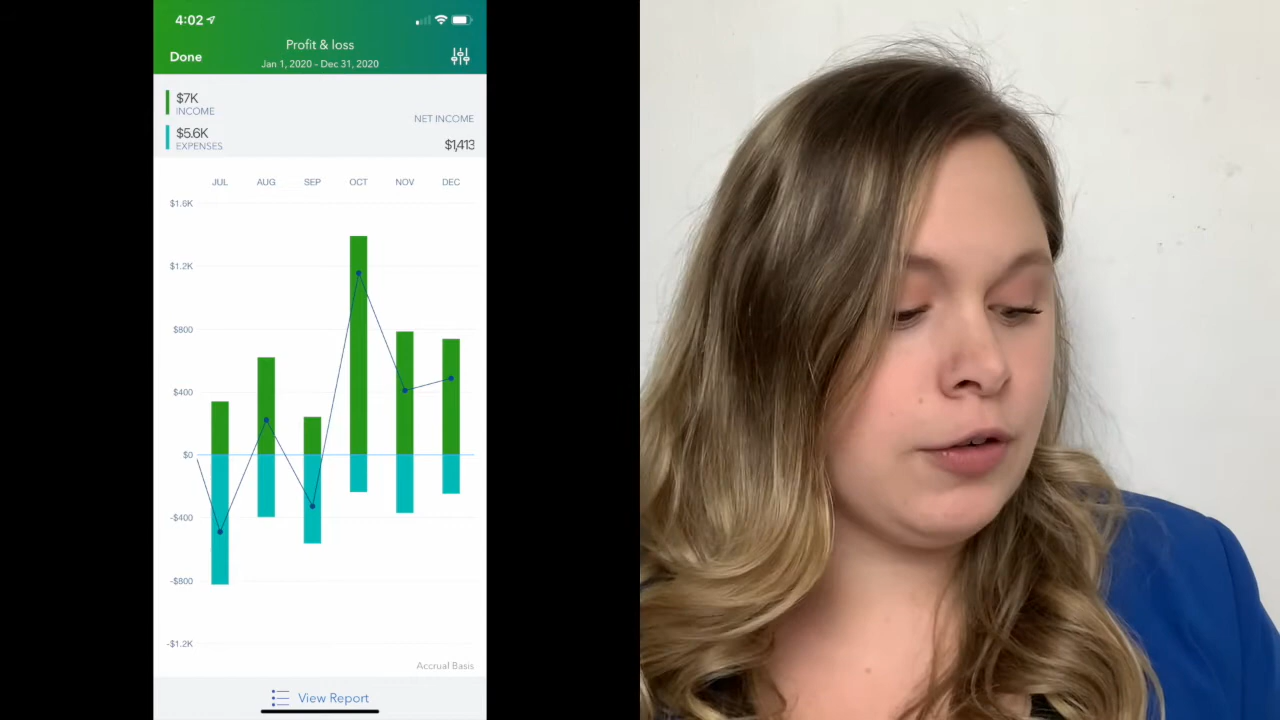 4:02
Profit & loss
Done
Jan 1, 2020 - Dec 31, 2020
$7K
INCOME
NET INCOME
$5.6K
EXPENSES
$1,413
JUL AUG SEP OCT NOV DEC
$1.6K
$1.2K
$800
$400
$0
-$400
-$800
-$1.2K
Accrual Basis
View Report